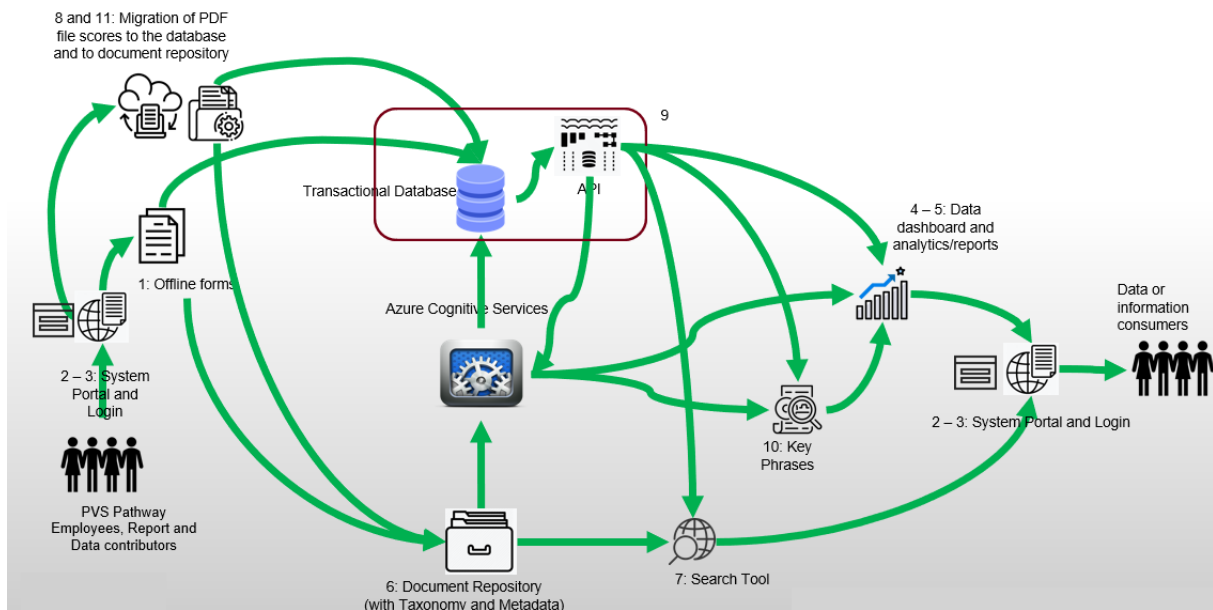 8 and 11: Migration of PDF
file scores to the database
and to document repository
9
Transactional Database
API
4 – 5: Data
dashboard and
analytics/reports
1: Offline forms
Azure Cognitive Services
Data or
information
consumers
2 – 3: System
Portal and
Login
2 – 3: System Portal and Login
10: Key
Phrases
PVS Pathway
Employees, Report and
Data contributors
7: Search Tool
6: Document Repository
(with Taxonomy and Metadata)